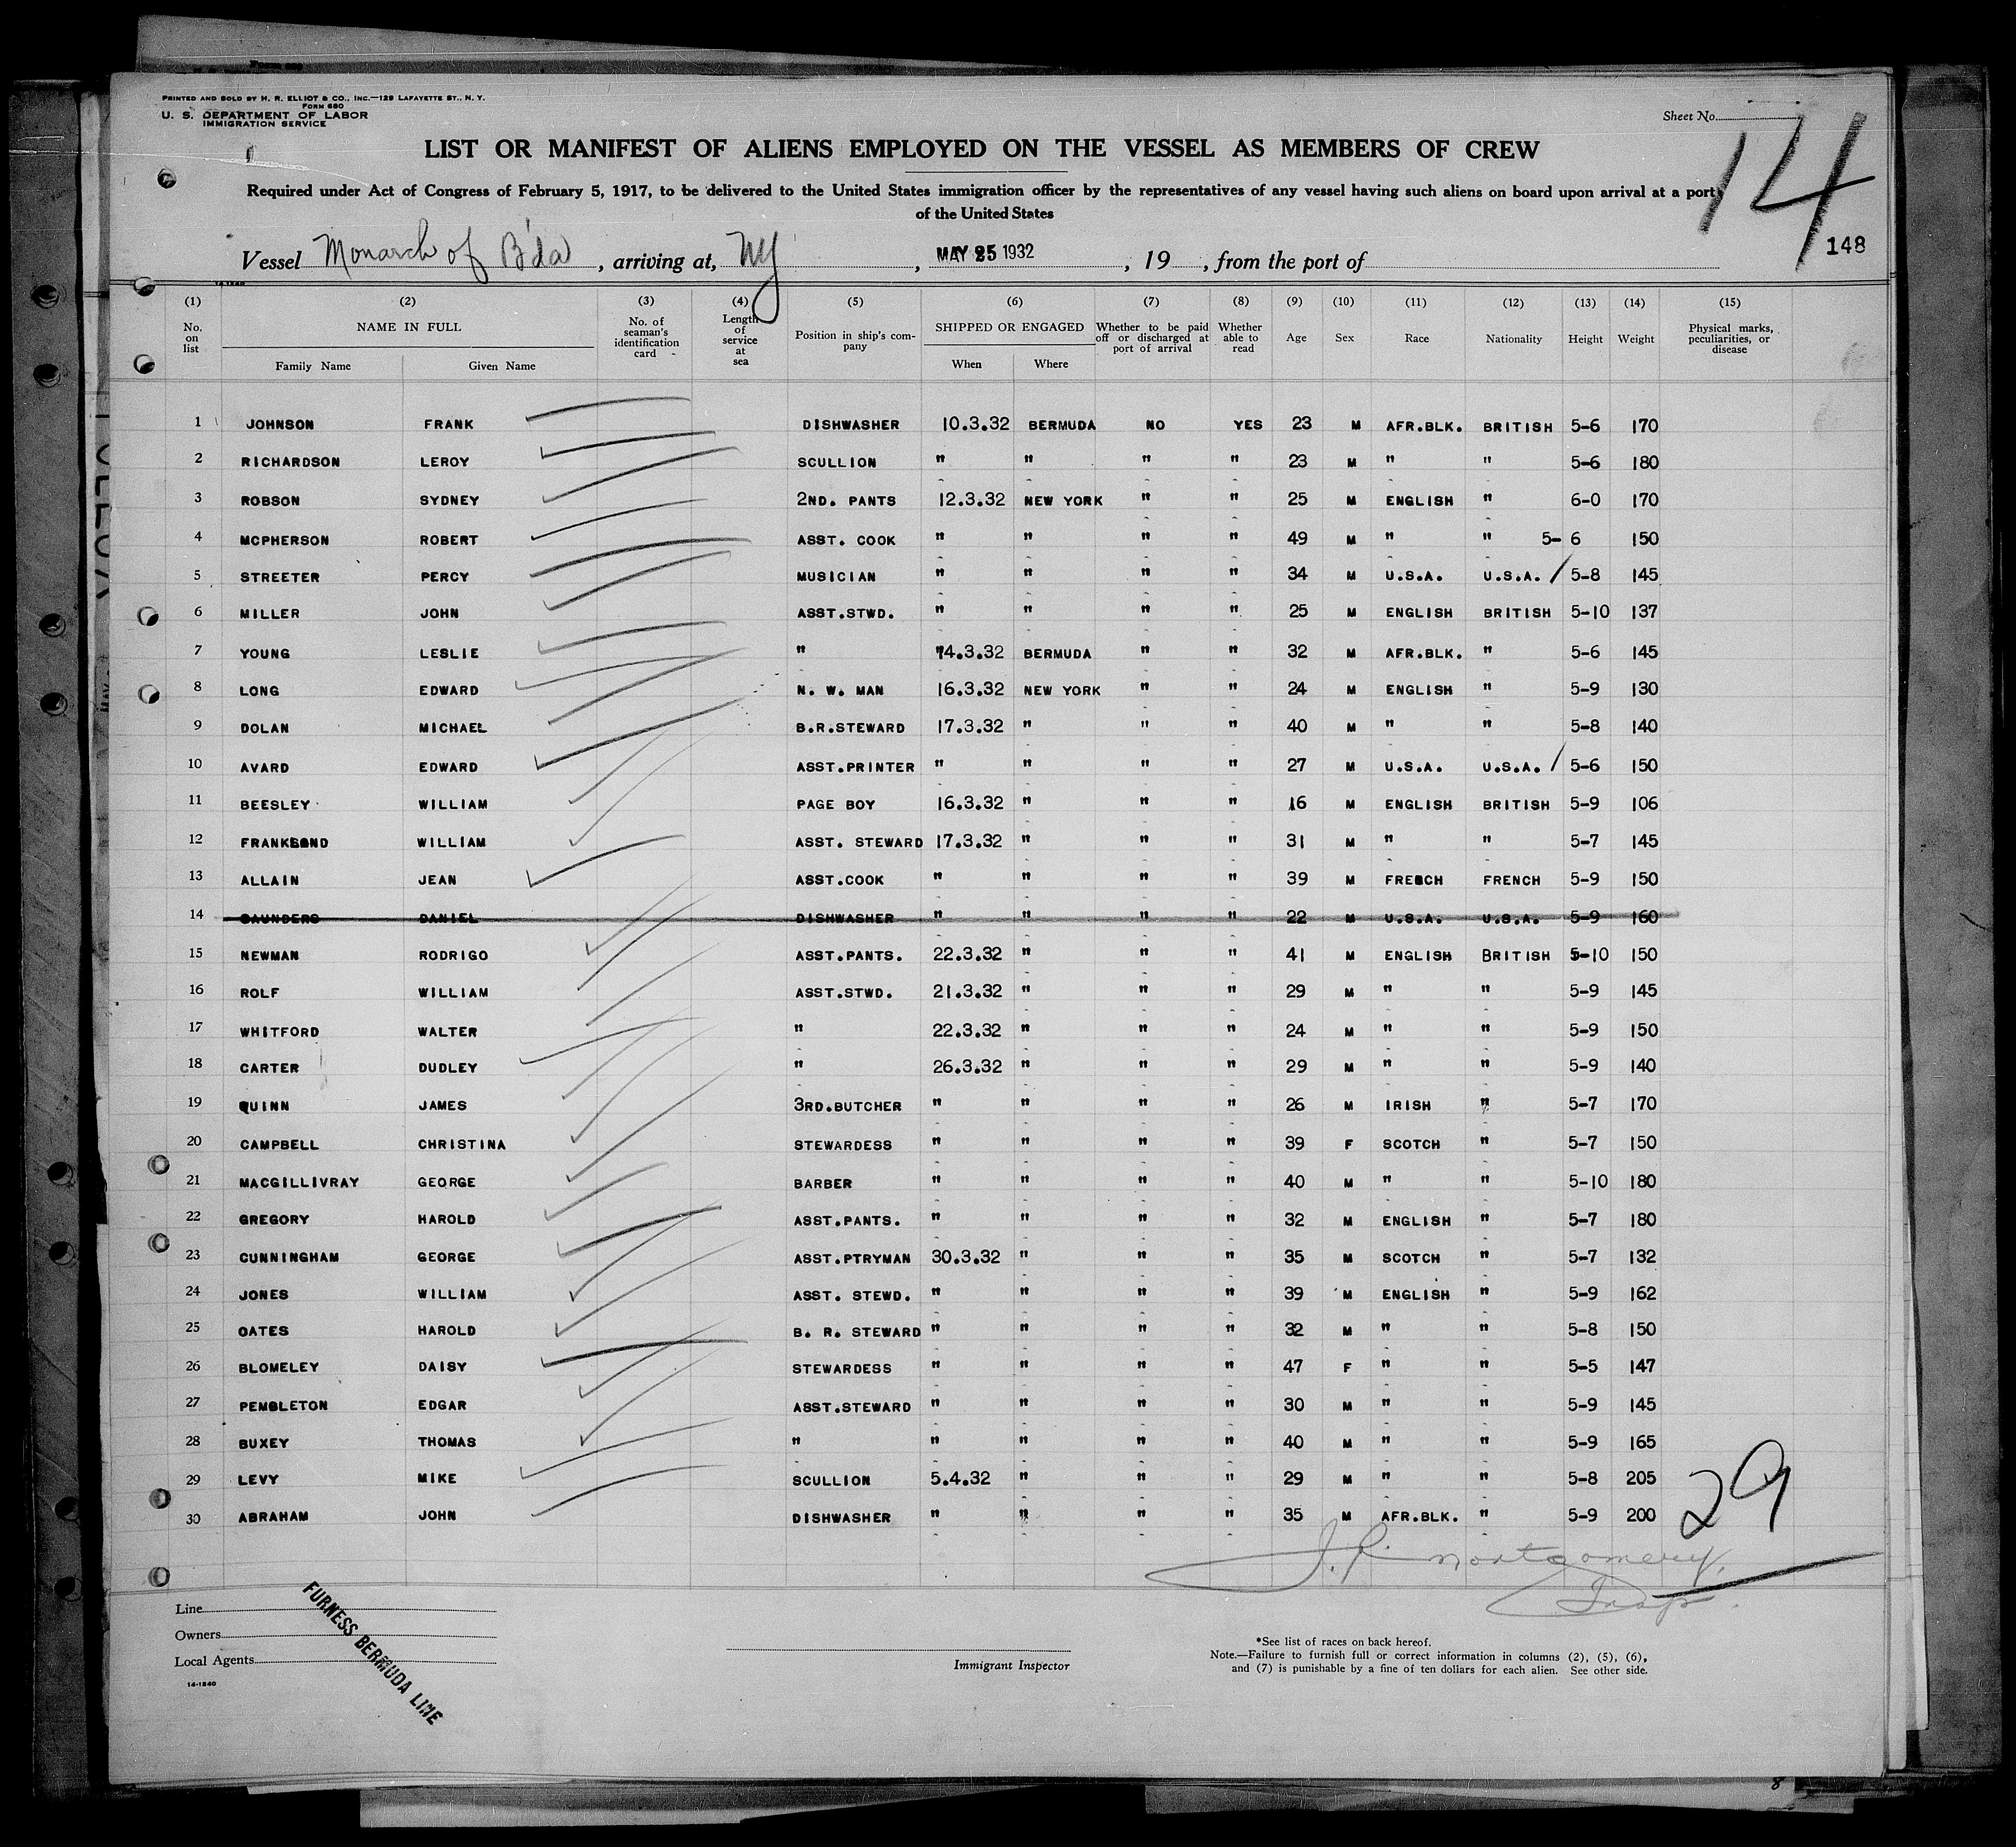 PRINTED AND SOLD BY H. R. ELLIOT & CO., INC.—129 LAFAYETTE ST., N. Y.
FORM 680
U. S. DEPARTMENT OF LABOR
IMMIGRATION SERVICE
Sheet No.
14
LIST OR MANIFEST OF ALIENS EMPLOYED ON THE VESSEL AS MEMBERS OF CREW
Required under Act of Congress of February 5, 1917, to be delivered to the United States immigration officer by the representatives of any vessel having such aliens on board upon arrival at a port
of the United States
148
Vessel Monarch of B'da, arriving at, NY, MAY 25 1932, 19, from the port of
14-1240
(1) (2) (3) (4) (5) (6) (7) (8) (9) (10) (11) (12) (13) (14) (15)
No. on list NAME IN FULL Family Name Given Name No. of seaman's identification card Length of service at sea Position in ship's company SHIPPED OR ENGAGED When Where Whether to be paid off or discharged at port of arrival Whether able to read Age Sex Race Nationality Height Weight Physical marks, peculiarities, or disease
1 JOHNSON FRANK DISHWASHER 10.3.32 BERMUDA NO YES 23 M AFR.BLK. BRITISH 5-6 170
2 RICHARDSON LEROY SCULLION " " " " 23 M " " 5-6 180
3 ROBSON SYDNEY 2ND. PANTS 12.3.32 NEW YORK " " 25 M ENGLISH " 6-0 170
4 MCPHERSON ROBERT ASST. COOK " " " " 49 M " " 5- 6 150
5 STREETER PERCY MUSICIAN " " " " 34 M U.S.A. U.S.A. 5-8 145
6 MILLER JOHN ASST.STWD. " " " " 25 M ENGLISH BRITISH 5-10 137
7 YOUNG LESLIE " 14.3.32 BERMUDA " " 32 M AFR.BLK. " 5-6 145
8 LONG EDWARD N. W. MAN 16.3.32 NEW YORK " " 24 M ENGLISH " 5-9 130
9 DOLAN MICHAEL B.R.STEWARD 17.3.32 " " " 40 M " " 5-8 140
10 AVARD EDWARD ASST.PRINTER " " " " 27 M U.S.A. U.S.A. 5-6 150
11 BEESLEY WILLIAM PAGE BOY 16.3.32 " " " 16 M ENGLISH BRITISH 5-9 106
12 WILLIAM ASST. STEWARD 17.3.32 " " " 31 M " " 5-7 145
13 ALLAIN JEAN ASST.COOK " " " " 39 M FRENCH FRENCH 5-9 150
14 SAUNDERS DANIEL DISHWASHER " " " " 22 M U.S.A. U.S.A. 5-9 160
15 NEWMAN RODRIGO ASST.PANTS. 22.3.32 " " " 41 M ENGLISH BRITISH 5-10 150
16 ROLF WILLIAM ASST.STWD. 21.3.32 " " " 29 M " " 5-9 145
17 WHITFORD WALTER " 22.3.32 " " " 24 M " " 5-9 150
18 CARTER DUDLEY " 26.3.32 " " " 29 M " " 5-9 140
19 QUINN JAMES 3RD.BUTCHER " " " " 26 M IRISH " 5-7 170
20 CAMPBELL CHRISTINA STEWARDESS " " " " 39 F SCOTCH " 5-7 150
21 MACGILLIVRAY GEORGE BARBER " " " " 40 M " " 5-10 180
22 GREGORY HAROLD ASST.PANTS. " " " " 32 M ENGLISH " 5-7 180
23 CUNNINGHAM GEORGE ASST.PTRYMAN 30.3.32 " " " 35 M SCOTCH " 5-7 132
24 JONES WILLIAM ASST. STEWD. " " " " 39 M ENGLISH " 5-9 162
25 OATES HAROLD B. R. STEWARD " " " " 32 M " " 5-8 150
26 BLOMELEY DAISY STEWARDESS " " " " 47 F " " 5-5 147
27 PEMBLETON EDGAR ASST.STEWARD " " " " 30 M " " 5-9 145
28 BUXEY THOMAS " " " " " 40 M " " 5-9 165
29 LEVY MIKE SCULLION 5.4.32 " " " 29 M " " 5-8 205
30 ABRAHAM JOHN DISHWASHER " " " " 35 M AFR.BLK. " 5-9 200
29
J. P. Montgomery,
Insp.
Line
Owners
Local Agents
14-1240
FURNESS BERMUDA LINE
Immigrant Inspector
*See list of races on back hereof.
Note.—Failure to furnish full or correct information in columns (2), (5), (6),
and (7) is punishable by a fine of ten dollars for each alien. See other side.
8